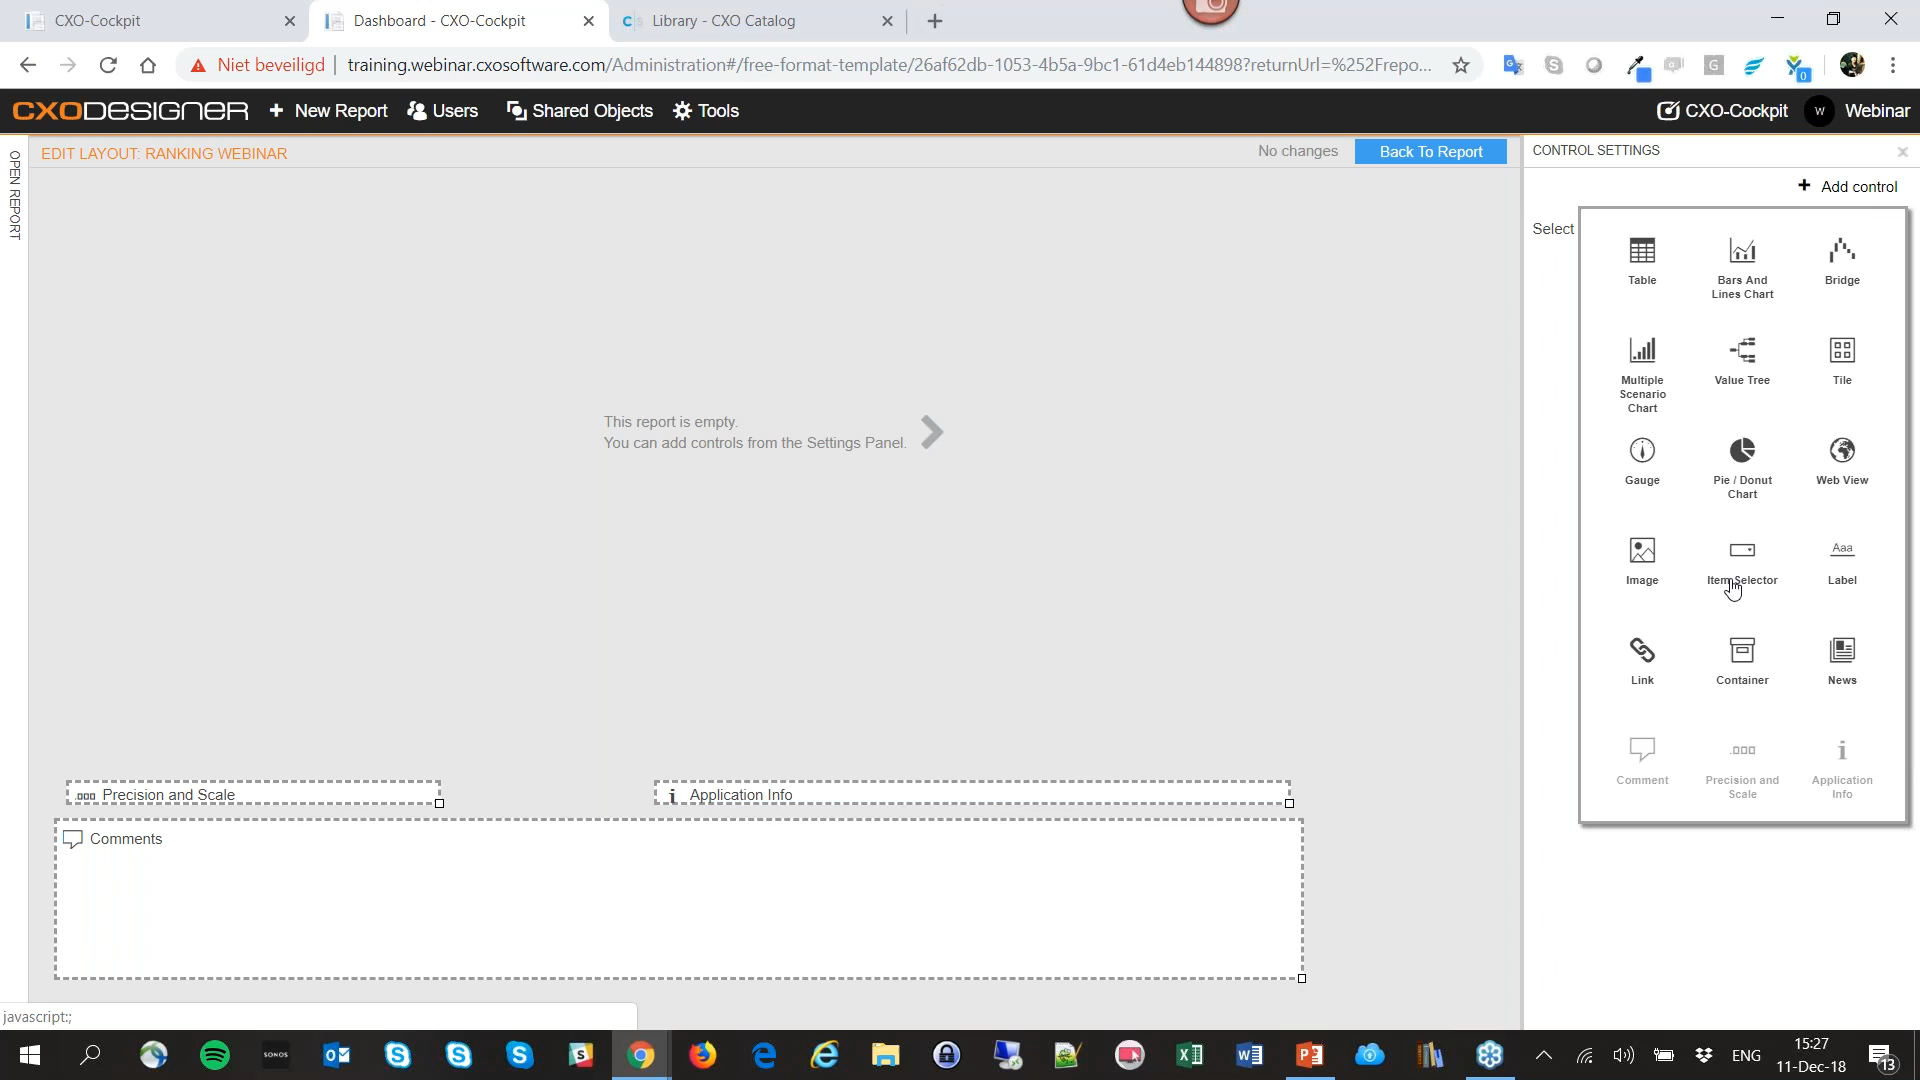 CXO-Cockpit
Dashboard - CXO-Cockpit
Library - CXO Catalog
Niet beveiligd
training.webinar.cxosoftware.com/Administration#/free-format-template/26af62db-1053-4b5a-9bc1-61d4eb144898?returnUrl=%252Frepo...
CXODESIGNER
New Report
Users
Shared Objects
Tools
CXO-Cockpit
W
Webinar
OPEN REPORT
EDIT LAYOUT: RANKING WEBINAR
No changes
Back To Report
CONTROL SETTINGS
Add control
Select
Table
Bars And
Lines Chart
Bridge
Multiple
Scenario
Chart
Value Tree
Tile
Gauge
Pie / Donut
Chart
Web View
Image
Item Selector
Aaa
Label
Link
Container
News
Comment
Precision and
Scale
Application
Info
This report is empty.
You can add controls from the Settings Panel.
Precision and Scale
Application Info
Comments
javascript:;
SONOS
ENG
15:27
11-Dec-18
13